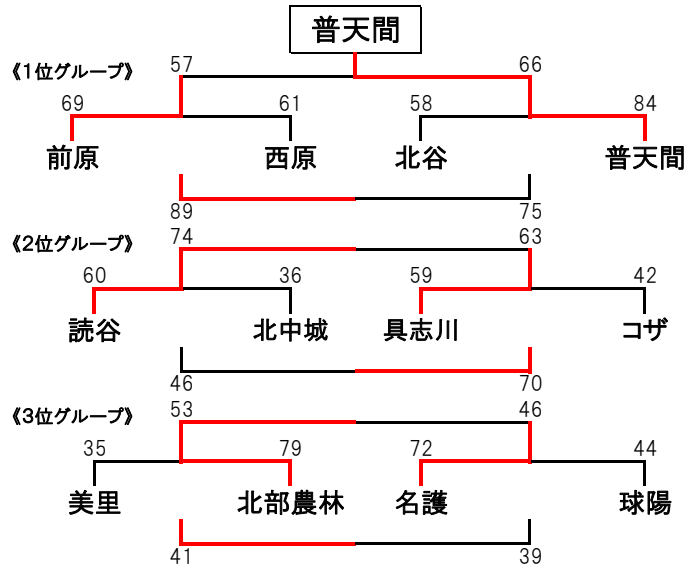 普天間
《1位グループ》
57 66
69 61 58 84
前原 西原 北谷 普天間
89 75
《2位グループ》
74 63
60 36 59 42
読谷 北中城 具志川 コザ
46 70
《3位グループ》
53 46
35 79 72 44
美里 北部農林 名護 球陽
41 39